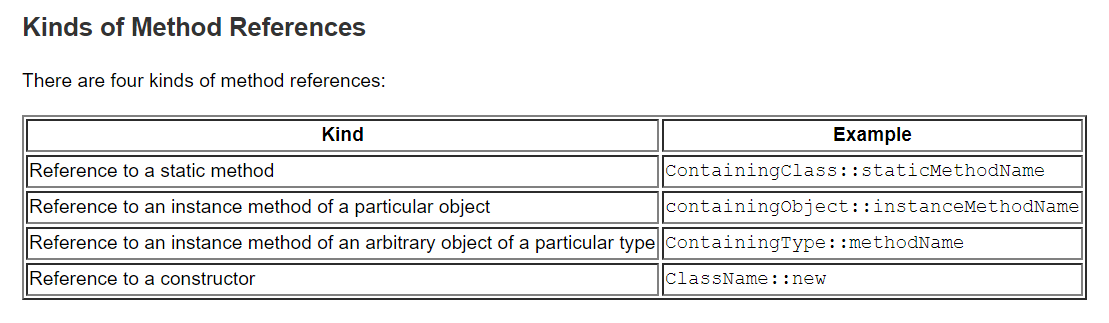 Kinds of Method References
There are four kinds of method references:
Kind Example
Reference to a static method ContainingClass::staticMethodName
Reference to an instance method of a particular object containingObject::instanceMethodName
Reference to an instance method of an arbitrary object of a particular type ContainingType::methodName
Reference to a constructor ClassName::new